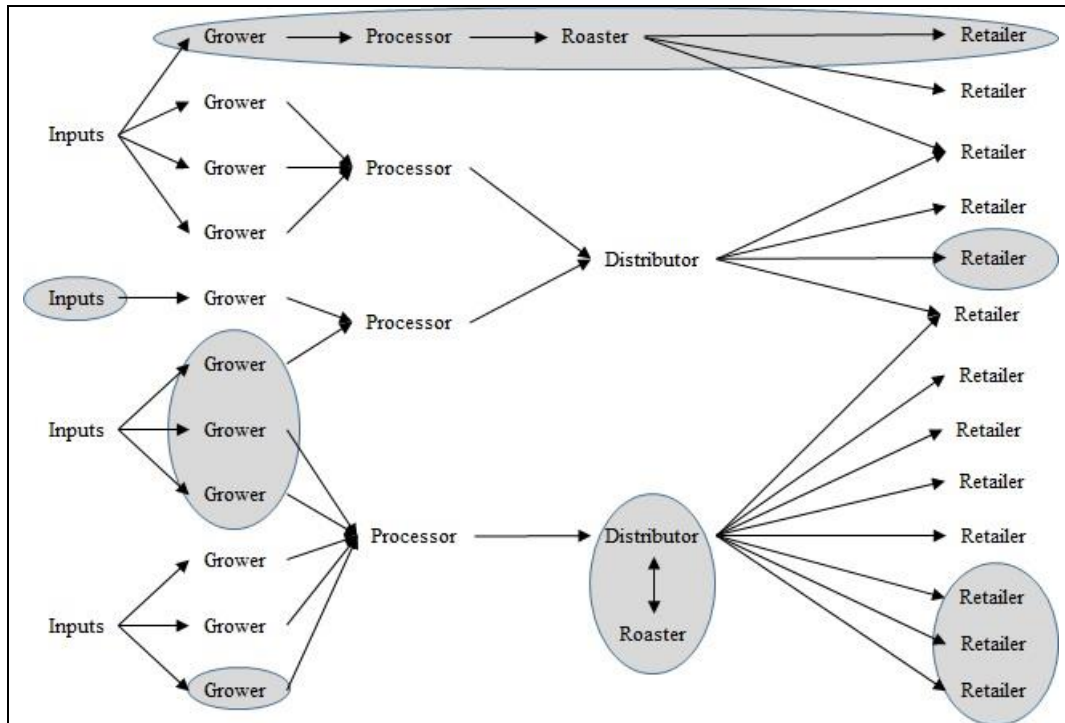 Grower Processor Roaster Retailer
Retailer
Grower
Inputs
Retailer
Grower Processor
Retailer
Grower
Distributor Retailer
Inputs Grower
Retailer
Processor
Grower
Retailer
Inputs Grower Retailer
Retailer
Grower
Processor Distributor Retailer
Grower
Retailer
Inputs Grower Roaster
Retailer
Grower Retailer